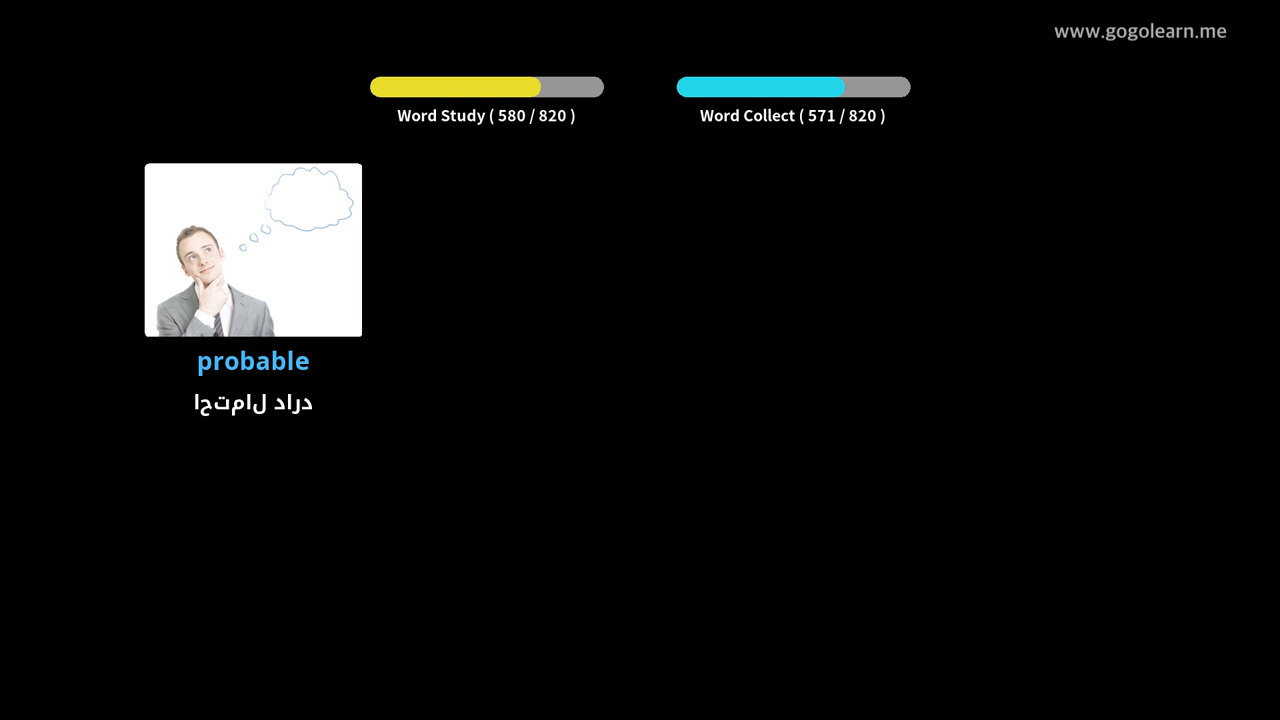 www.gogolearn.me
Word Study ( 580 / 820 )
Word Collect ( 571 / 820 )
probable
احتمال دارد